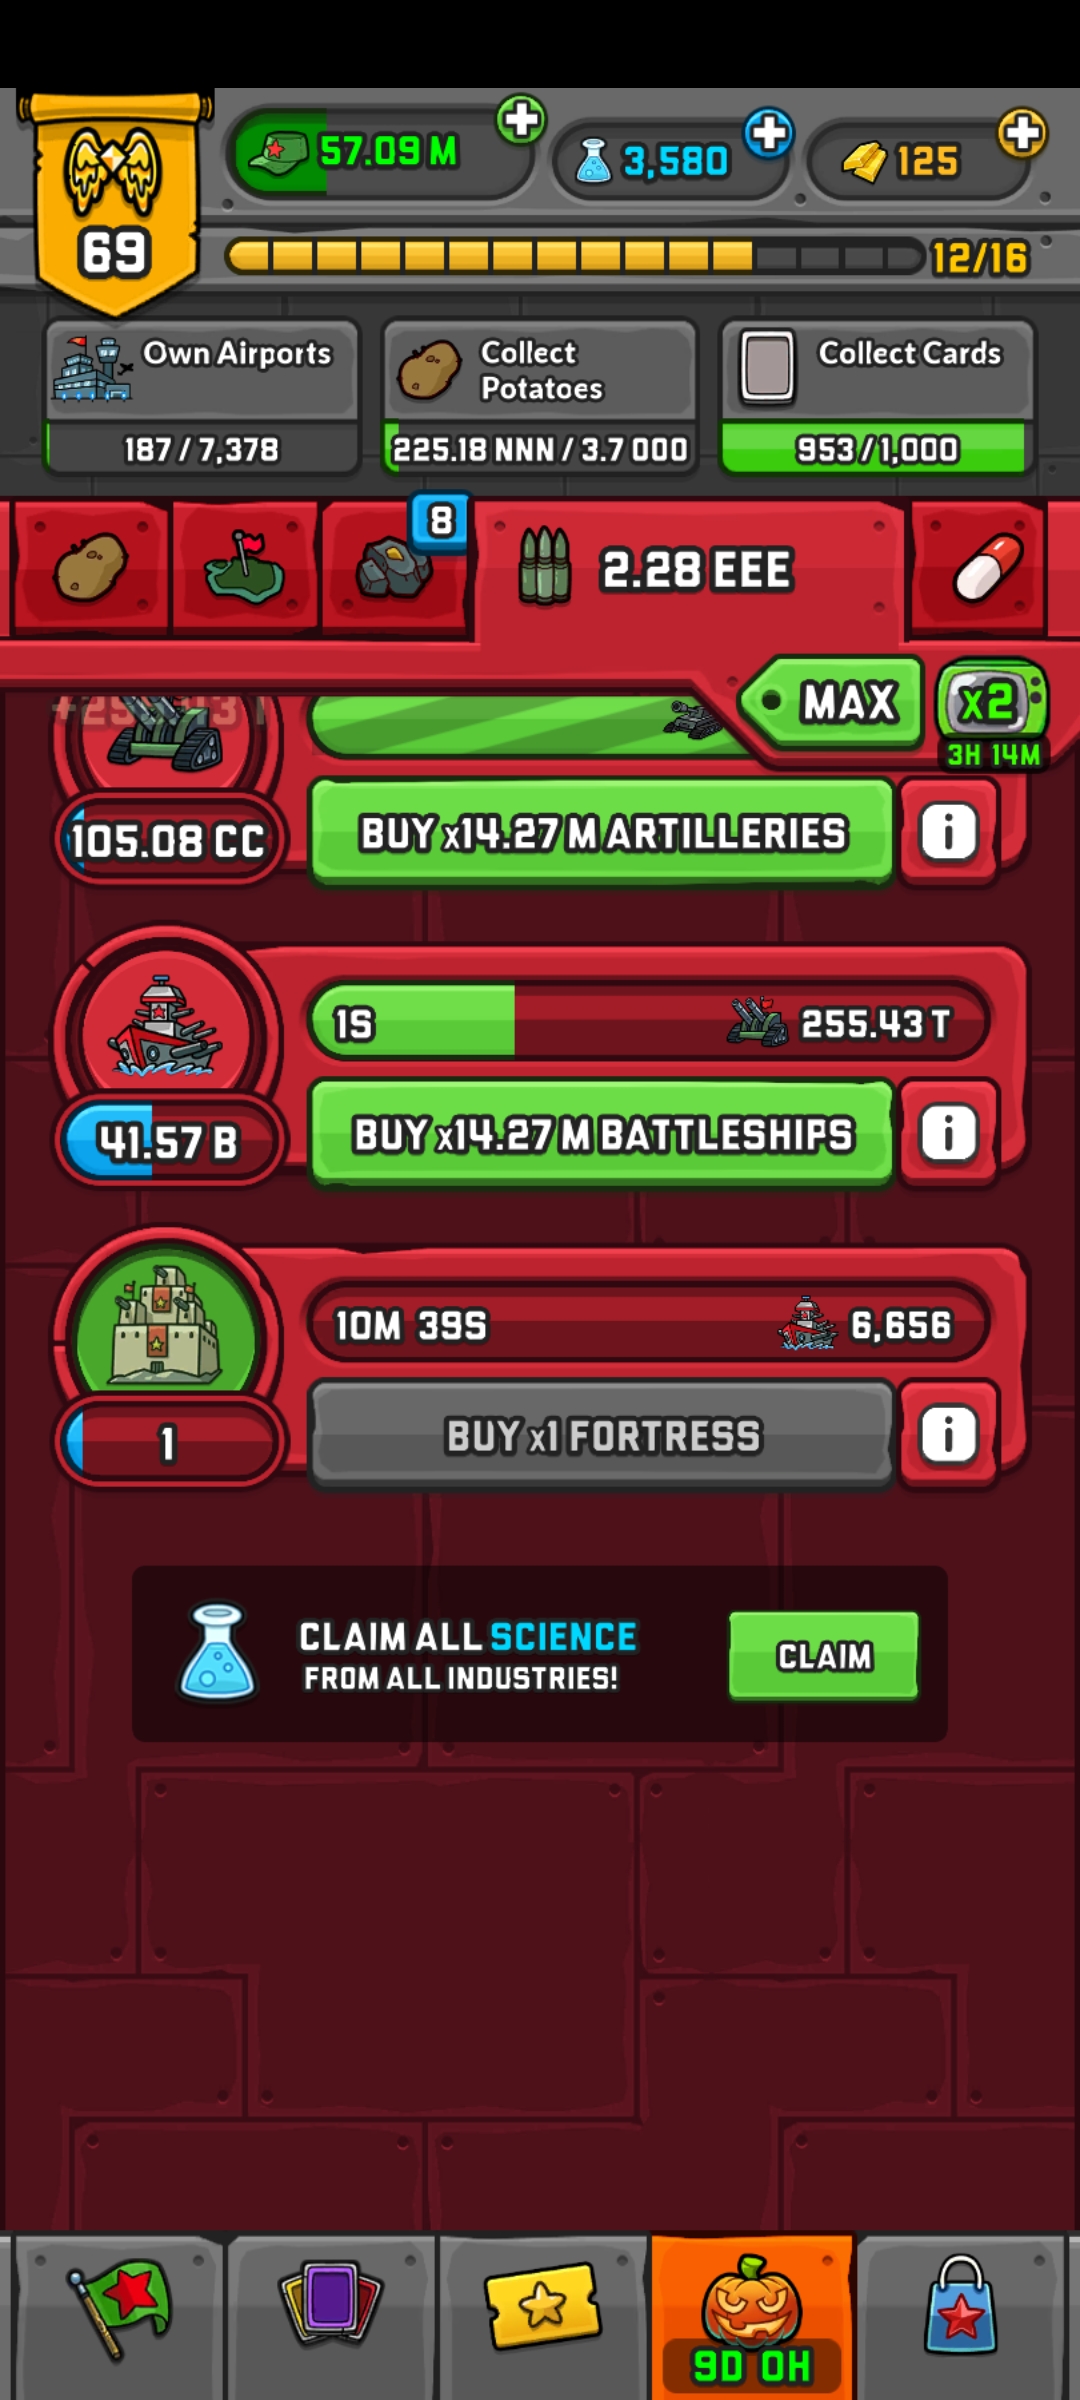 57.09 M
3,580
125
69
12/16
Own Airports
187 / 7,378
Collect
Potatoes
225.18 NNN / 3.7 OOO
Collect Cards
953 / 1,000
8
2.28 EEE
MAX
x2
3H 14M
105.08 CC
BUY x14.27 M ARTILLERIES
i
1S
255.43 T
41.57 B
BUY x14.27 M BATTLESHIPS
i
10M 39S
6,656
1
BUY x1 FORTRESS
i
CLAIM ALL SCIENCE
FROM ALL INDUSTRIES!
CLAIM
9D 0H